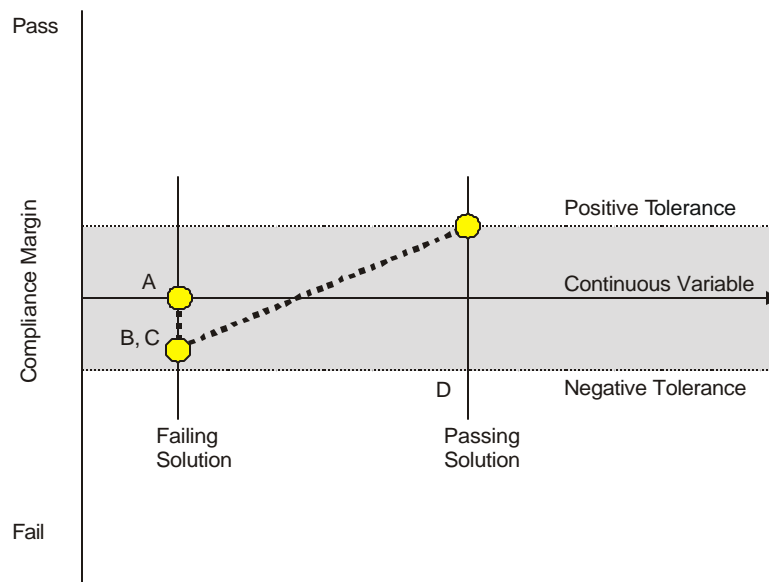 Pass
Positive Tolerance
A
Continuous Variable
B, C
Compliance Margin
D
Negative Tolerance
Failing
Solution
Passing
Solution
Fail